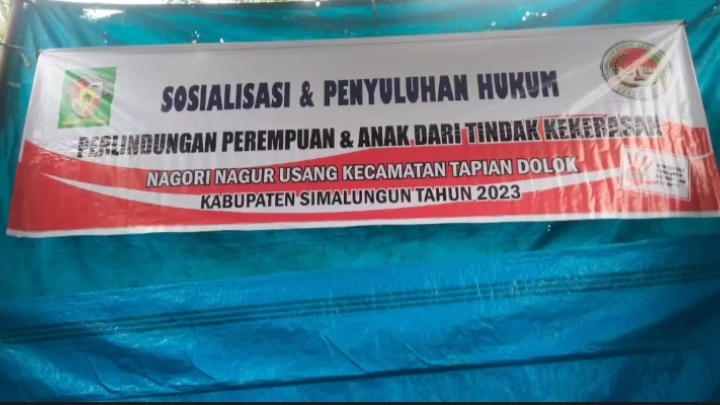 SOSIALISASI & PENYULUHAN HUKUM
PERLINDUNGAN PEREMPUAN & ANAK DARI TINDAK KEKERASAN
NAGORI NAGUR USANG KECAMATAN TAPIAN DOLOK
KABUPATEN SIMALUNGUN TAHUN 2023